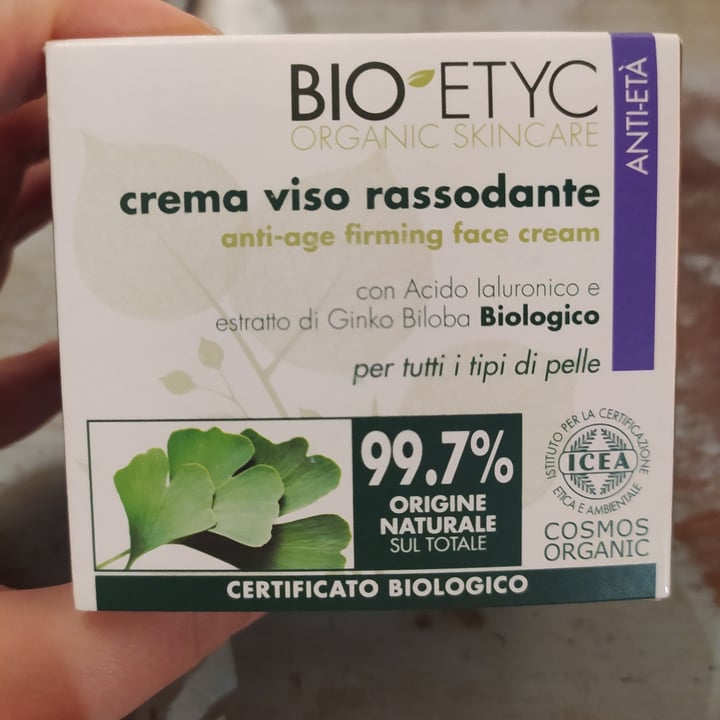 BIO ETYC
ORGANIC SKINCARE
ANTI-ETÀ
crema viso rassodante
anti-age firming face cream
con Acido Ialuronico e
estratto di Ginko Biloba Biologico
per tutti i tipi di pelle
99.7%
ORIGINE
NATURALE
SUL TOTALE
ISTITUTO PER LA CERTIFICAZIONE
ICEA
ETICA E AMBIENTALE
COSMOS
ORGANIC
CERTIFICATO BIOLOGICO